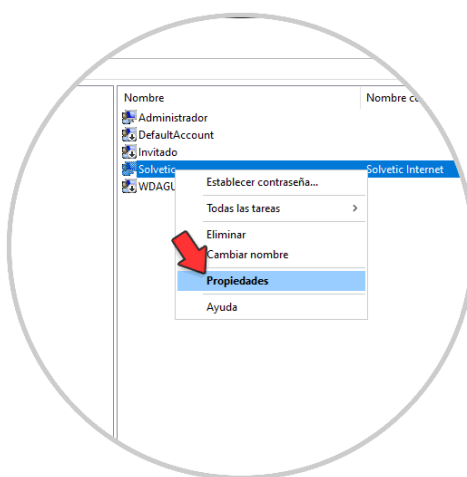 Nombre Nombre c
Administrador
DefaultAccount
Invitado
Solvetic Solvetic Internet
WDAGU
Establecer contraseña...
Todas las tareas
Eliminar
Cambiar nombre
Propiedades
Ayuda